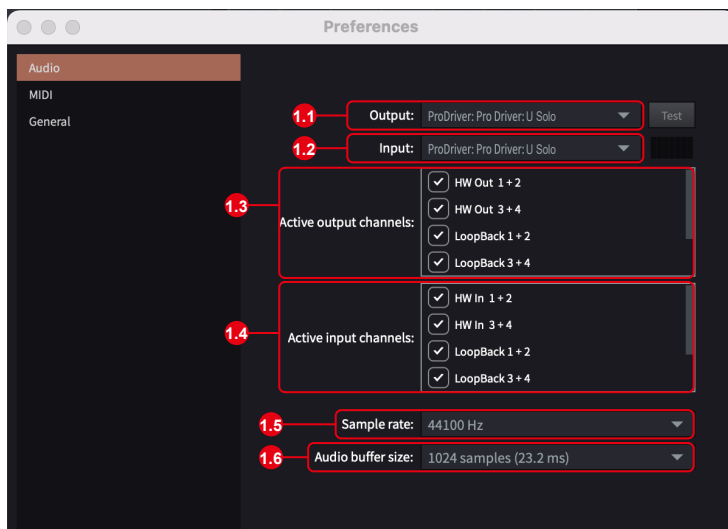 Preferences
Audio
MIDI
General
1.1 Output: ProDriver: Pro Driver: U Solo Test
1.2 Input: ProDriver: Pro Driver: U Solo
1.3 Active output channels:
HW Out 1 + 2
HW Out 3 + 4
LoopBack 1 + 2
LoopBack 3 + 4
1.4 Active input channels:
HW In 1 + 2
HW In 3 + 4
LoopBack 1 + 2
LoopBack 3 + 4
1.5 Sample rate: 44100 Hz
1.6 Audio buffer size: 1024 samples (23.2 ms)